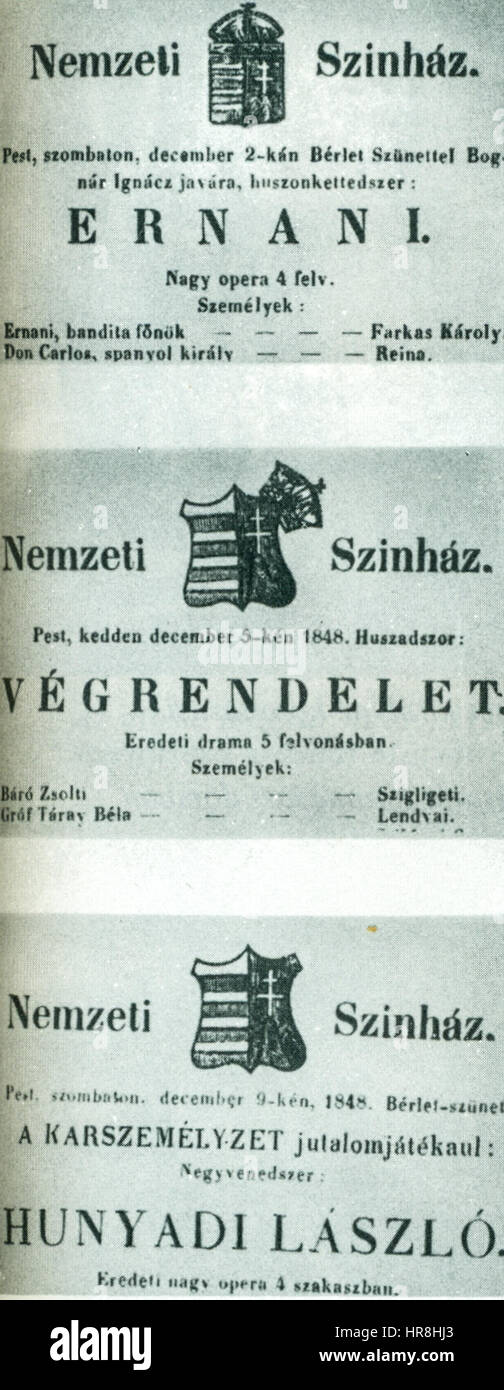 Nemzeti Szinház.
Pest, szombaton, december 2-kán Bérlet Szünettel Bog-
nár Ignácz javára, huszonkettedszer:
ERNANI.
Nagy opera 4 felv.
Személyek:
Ernani, bandita főnök — — — — Farkas Károly.
Don Carlos, spanyol király — — — Reina.
Nemzeti Szinház.
Pest, kedden december 5-kén 1848. Huszadszor:
VÉGRENDELET.
Eredeti drama 5 felvonásban.
Személyek:
Báró Zsolti — — — — Szigligeti.
Gróf Táray Béla — — — — Lendvai.
Nemzeti Szinház.
Pest, szombaton, december 9-kén, 1848. Bérlet-szünet
A KARSZEMÉLYZET jutalomjátékaul:
Negyvenedszer:
HUNYADI LÁSZLÓ.
Eredeti nagy opera 4 szakaszban.
alamy
Image ID: HR8HJ3
www.alamy.com